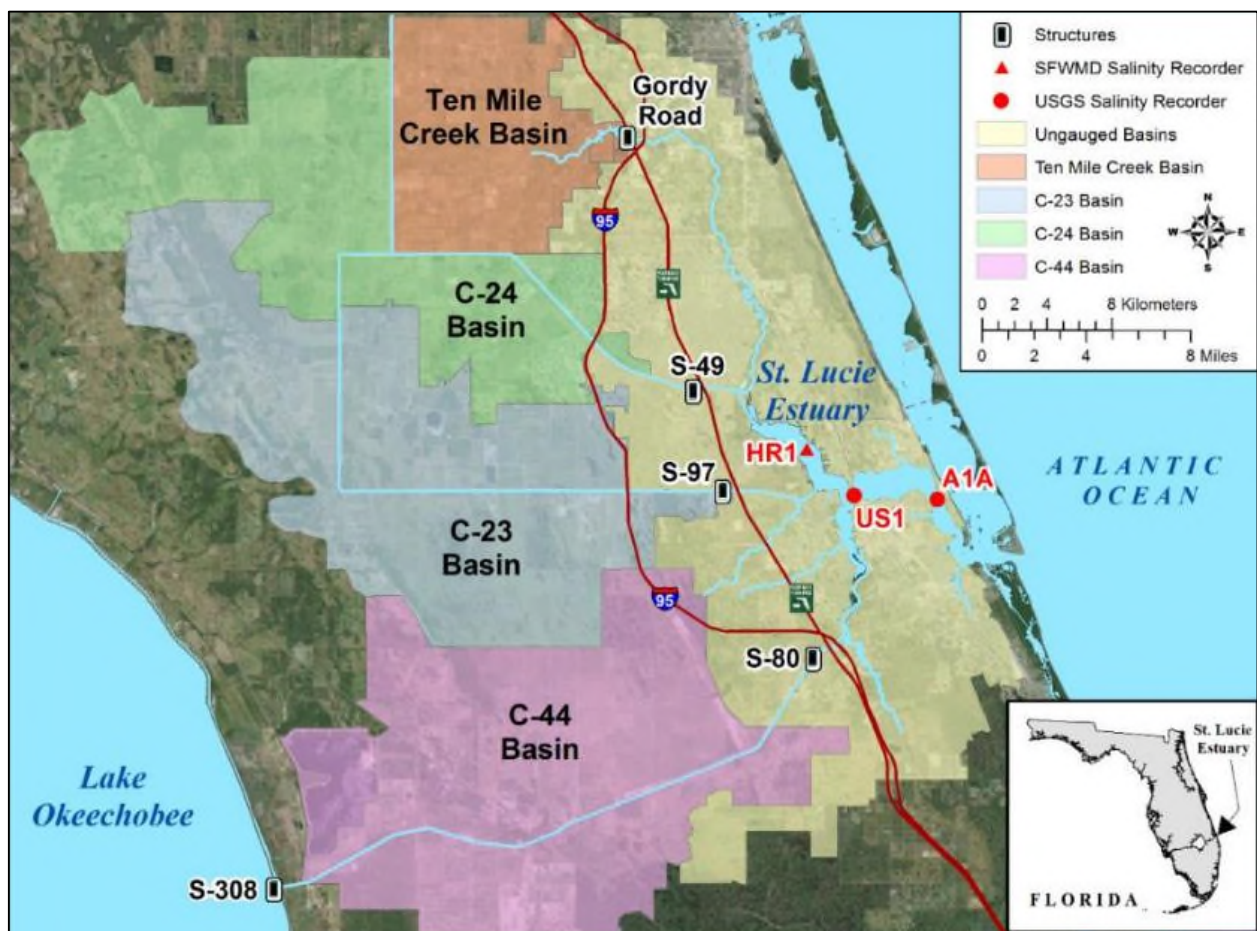 Structures
SFWMD Salinity Recorder
USGS Salinity Recorder
Ungauged Basins
Ten Mile Creek Basin
C-23 Basin
C-24 Basin
C-44 Basin
N
W
E
S
0 2 4 8 Kilometers
0 2 4 8 Miles
Ten Mile
Creek Basin
Gordy
Road
95
C-24
Basin
S-49
St. Lucie
Estuary
HR1
S-97
A1A
US1
ATLANTIC
OCEAN
C-23
Basin
95
S-80
C-44
Basin
Lake
Okeechobee
S-308
St. Lucie
Estuary
FLORIDA